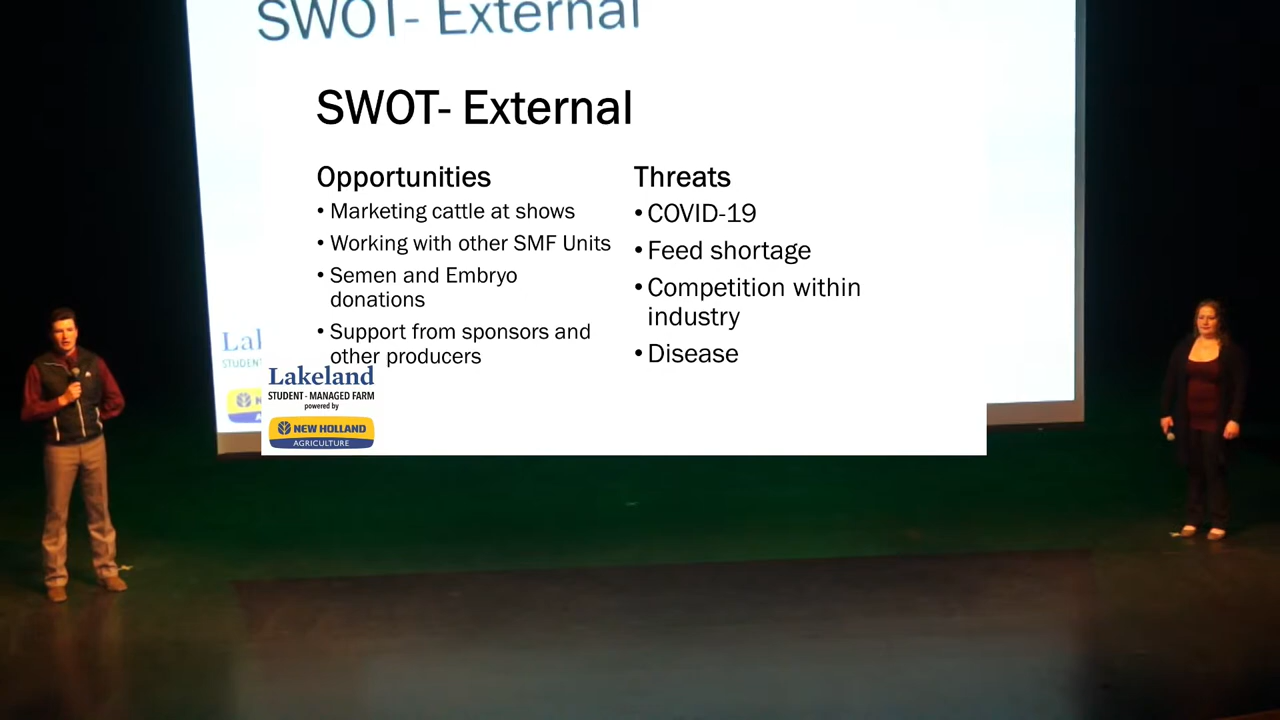 SWOT- External
SWOT- External
Opportunities
• Marketing cattle at shows
• Working with other SMF Units
• Semen and Embryo
donations
• Support from sponsors and
other producers
Threats
• COVID-19
• Feed shortage
• Competition within
industry
• Disease
Lal
STUDENT
Lakeland
STUDENT - MANAGED FARM
powered by
NEW HOLLAND
AGRICULTURE